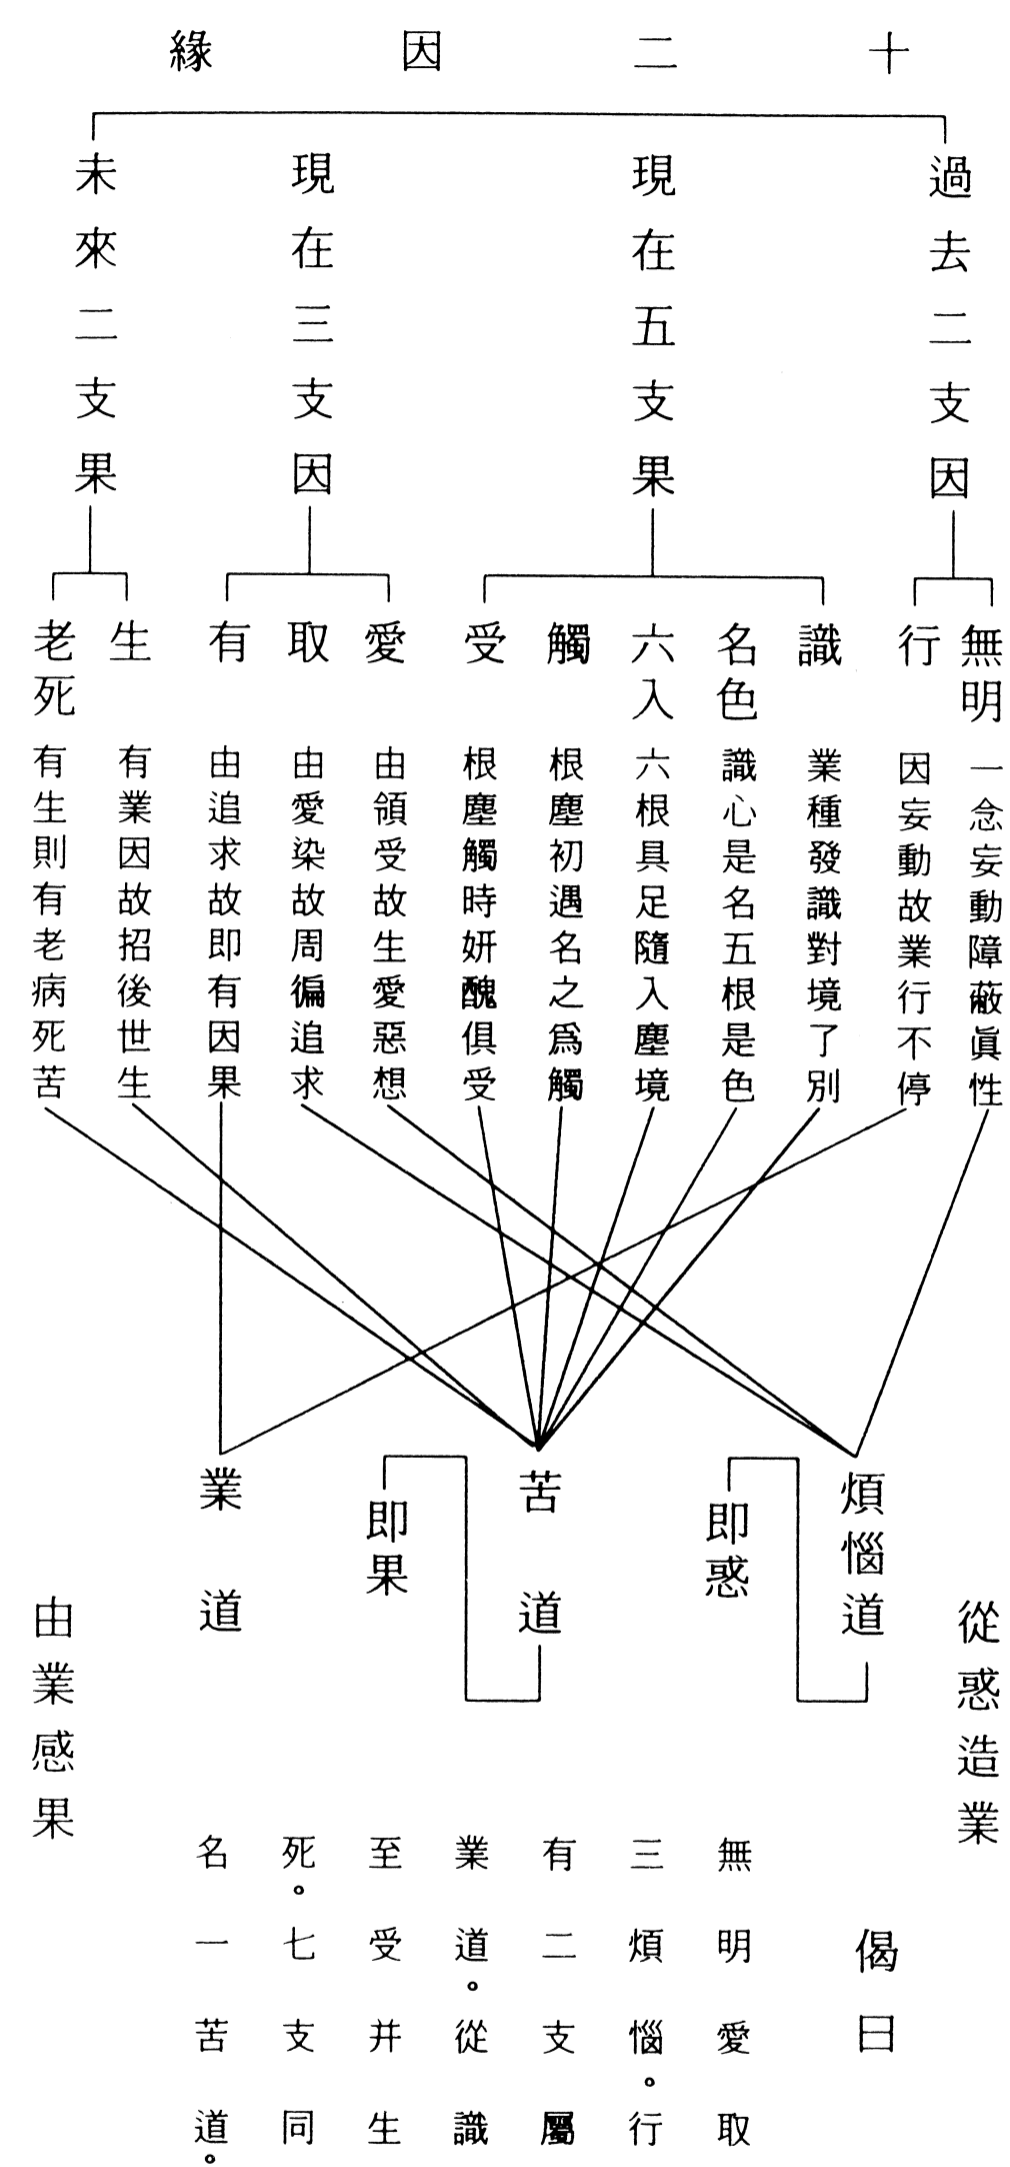 十二因緣
過去二支因
現在五支果
現在三支因
未來二支果
無明
行
識
名色
六入
觸
受
愛
取
有
生
老死
一念妄動障蔽眞性
因妄動故業行不停
業種發識對境了別
識心是名五根是色
六根具足隨入塵境
根塵初遇名之爲觸
根塵觸時妍醜俱受
由領受故生愛惡想
由愛染故周徧追求
由追求故即有因果
有業因故招後世生
有生則有老病死苦
煩惱道
即惑
苦道
即果
業道
從惑造業
由業感果
偈曰
無明愛取
三煩惱。行
有二支屬
業道。從識
至受并生
死。七支同
名一苦道。